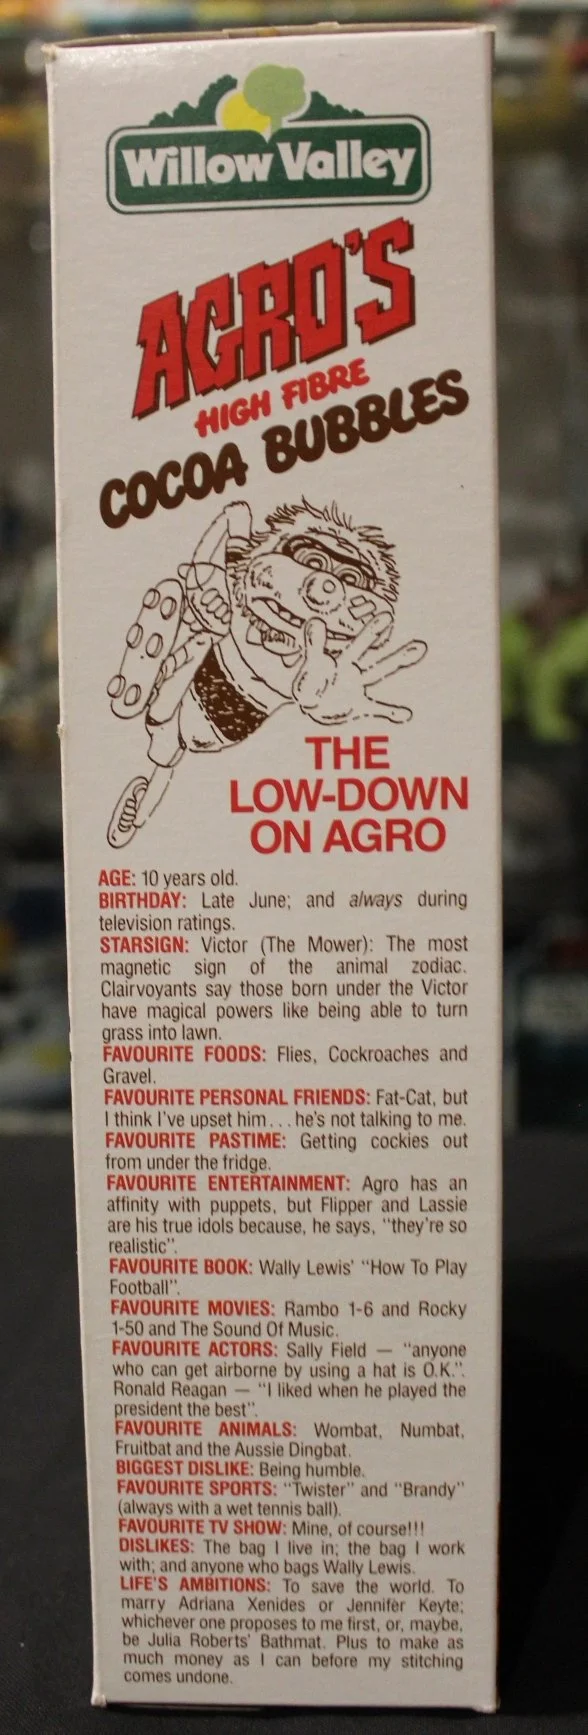 Willow Valley
AGRO'S
HIGH FIBRE
COCOA BUBBLES
THE
LOW-DOWN
ON AGRO
AGE: 10 years old.
BIRTHDAY: Late June; and always during
television ratings.
STARSIGN: Victor (The Mower): The most
magnetic sign of the animal zodiac.
Clairvoyants say those born under the Victor
have magical powers like being able to turn
grass into lawn.
FAVOURITE FOODS: Flies, Cockroaches and
Gravel.
FAVOURITE PERSONAL FRIENDS: Fat-Cat, but
I think I've upset him . . . he's not talking to me.
FAVOURITE PASTIME: Getting cockies out
from under the fridge.
FAVOURITE ENTERTAINMENT: Agro has an
affinity with puppets, but Flipper and Lassie
are his true idols because, he says, "they're so
realistic".
FAVOURITE BOOK: Wally Lewis' "How To Play
Football".
FAVOURITE MOVIES: Rambo 1-6 and Rocky
1-50 and The Sound Of Music.
FAVOURITE ACTORS: Sally Field — "anyone
who can get airborne by using a hat is O.K.".
Ronald Reagan — "I liked when he played the
president the best".
FAVOURITE ANIMALS: Wombat, Numbat,
Fruitbat and the Aussie Dingbat.
BIGGEST DISLIKE: Being humble.
FAVOURITE SPORTS: "Twister" and "Brandy"
(always with a wet tennis ball).
FAVOURITE TV SHOW: Mine, of course!!!
DISLIKES: The bag I live in; the bag I work
with; and anyone who bags Wally Lewis.
LIFE'S AMBITIONS: To save the world. To
marry Adriana Xenides or Jennifer Keyte;
whichever one proposes to me first, or, maybe,
be Julia Roberts' Bathmat. Plus to make as
much money as I can before my stitching
comes undone.